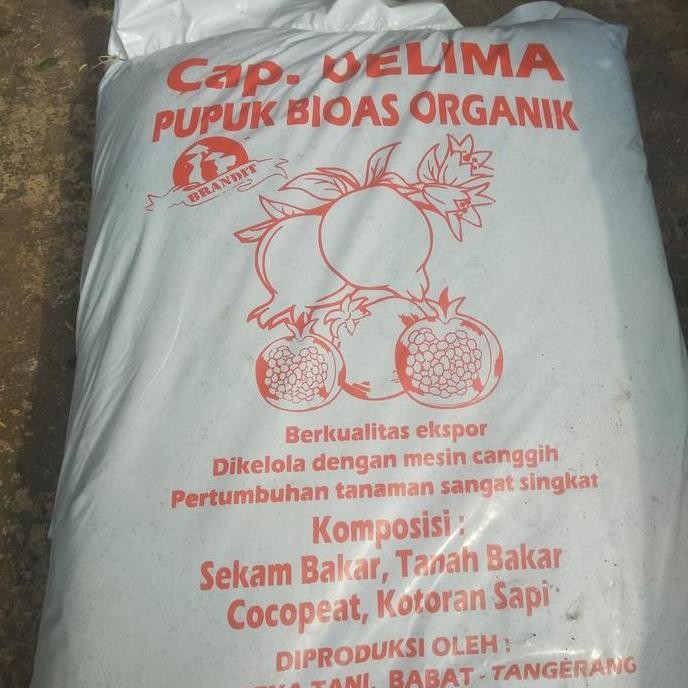 Cap. DELIMA
PUPUK BIOAS ORGANIK
BRANDIT
Berkualitas ekspor
Dikelola dengan mesin canggih
Pertumbuhan tanaman sangat singkat
Komposisi :
Sekam Bakar, Tanah Bakar
Cocopeat, Kotoran Sapi
DIPRODUKSI OLEH :
TANI, BABAT - TANGERANG